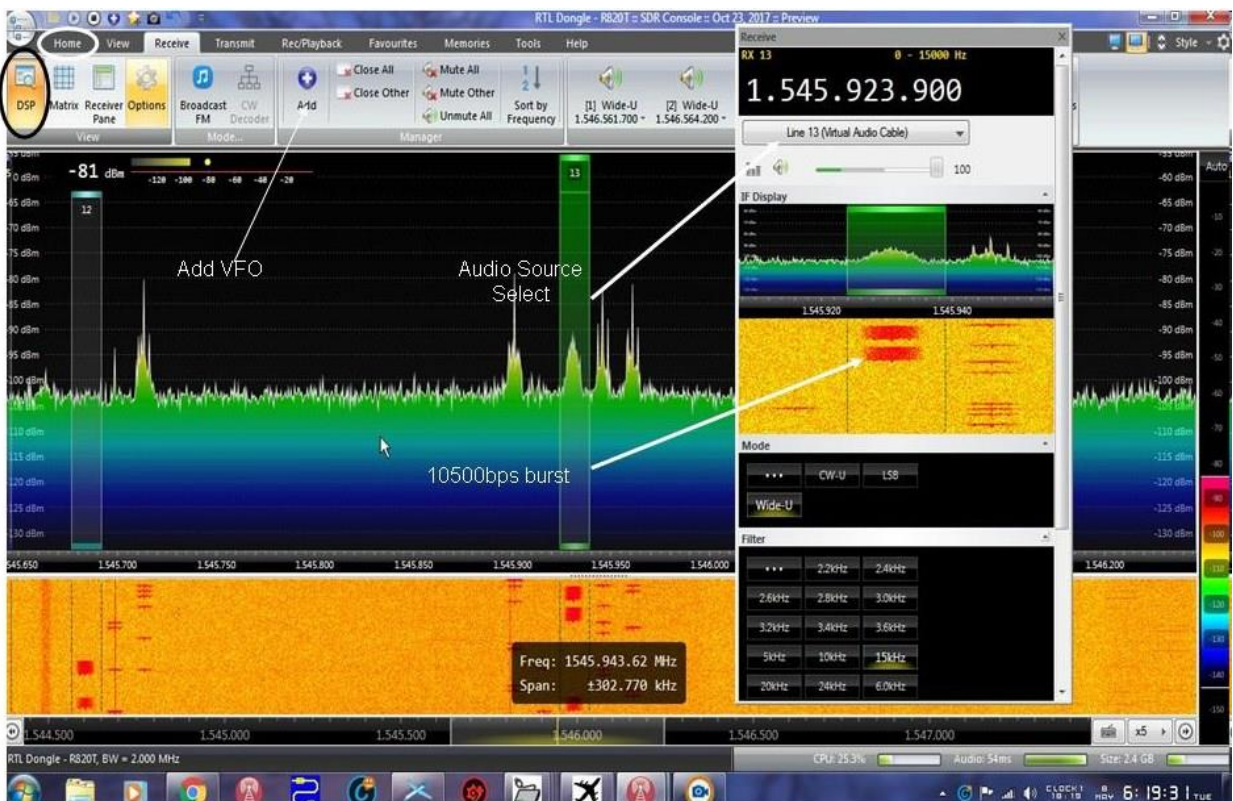 RTL Dongle - R820T :: SDR Console :: Oct 23, 2017 :: Preview
Home View Receive Transmit Rec/Playback Favourites Memories Tools Help
Style
DSP Matrix Receiver Pane Options
Broadcast FM CW Decoder
Add
Close All
Close Other
Mute All
Mute Other
Unmute All
Sort by Frequency
[1] Wide-U 1.546.561.700
[2] Wide-U 1.546.564.200
View Mode... Manager
Receive
RX 13 0 - 15000 Hz
1.545.923.900
Line 13 (Virtual Audio Cable)
100
IF Display
1.545.920 1.545.940
Mode
... CW-U LSB
Wide-U
Filter
... 2.2kHz 2.4kHz
2.6kHz 2.8kHz 3.0kHz
3.2kHz 3.4kHz 3.6kHz
5kHz 10kHz 15kHz
20kHz 24kHz 6.0kHz
-81 dBm
-120 -100 -80 -60 -40 -20
12
13
Add VFO
Audio Source
Select
10500bps burst
-60 dBm
-65 dBm
-70 dBm
-75 dBm
-80 dBm
-85 dBm
-90 dBm
-95 dBm
-100 dBm
-110 dBm
-115 dBm
-120 dBm
-125 dBm
-130 dBm
Auto
1.545.700 1.545.750 1.545.800 1.545.850 1.545.900 1.545.950 1.546.000 1.546.200
Freq: 1545.943.62 MHz
Span: ±302.770 kHz
1.544.500 1.545.000 1.545.500 1.546.000 1.546.500 1.547.000
x5
RTL Dongle - R820T, BW = 2.000 MHz
CPU: 25.3% Audio: 54ms Size: 2.4 GB
TUE